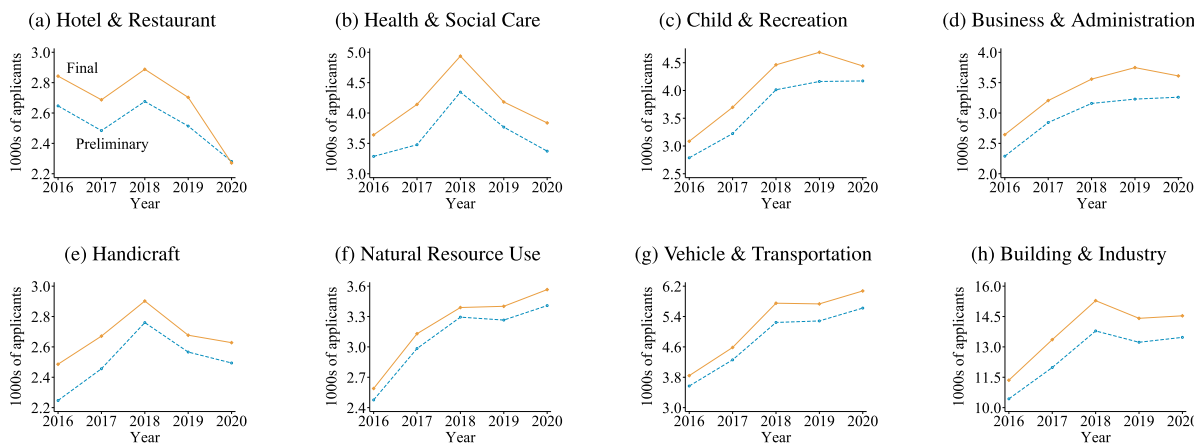 (a) Hotel & Restaurant
1000s of applicants
3.0
2.8
2.6
2.4
2.2
Final
Preliminary
2016 2017 2018 2019 2020
Year
(b) Health & Social Care
1000s of applicants
5.0
4.5
4.0
3.5
3.0
2016 2017 2018 2019 2020
Year
(c) Child & Recreation
1000s of applicants
4.5
4.0
3.5
3.0
2.5
2016 2017 2018 2019 2020
Year
(d) Business & Administration
1000s of applicants
4.0
3.5
3.0
2.5
2.0
2016 2017 2018 2019 2020
Year
(e) Handicraft
1000s of applicants
3.0
2.8
2.6
2.4
2.2
2016 2017 2018 2019 2020
Year
(f) Natural Resource Use
1000s of applicants
3.6
3.3
3.0
2.7
2.4
2016 2017 2018 2019 2020
Year
(g) Vehicle & Transportation
1000s of applicants
6.2
5.4
4.6
3.8
3.0
2016 2017 2018 2019 2020
Year
(h) Building & Industry
1000s of applicants
16.0
14.5
13.0
11.5
10.0
2016 2017 2018 2019 2020
Year